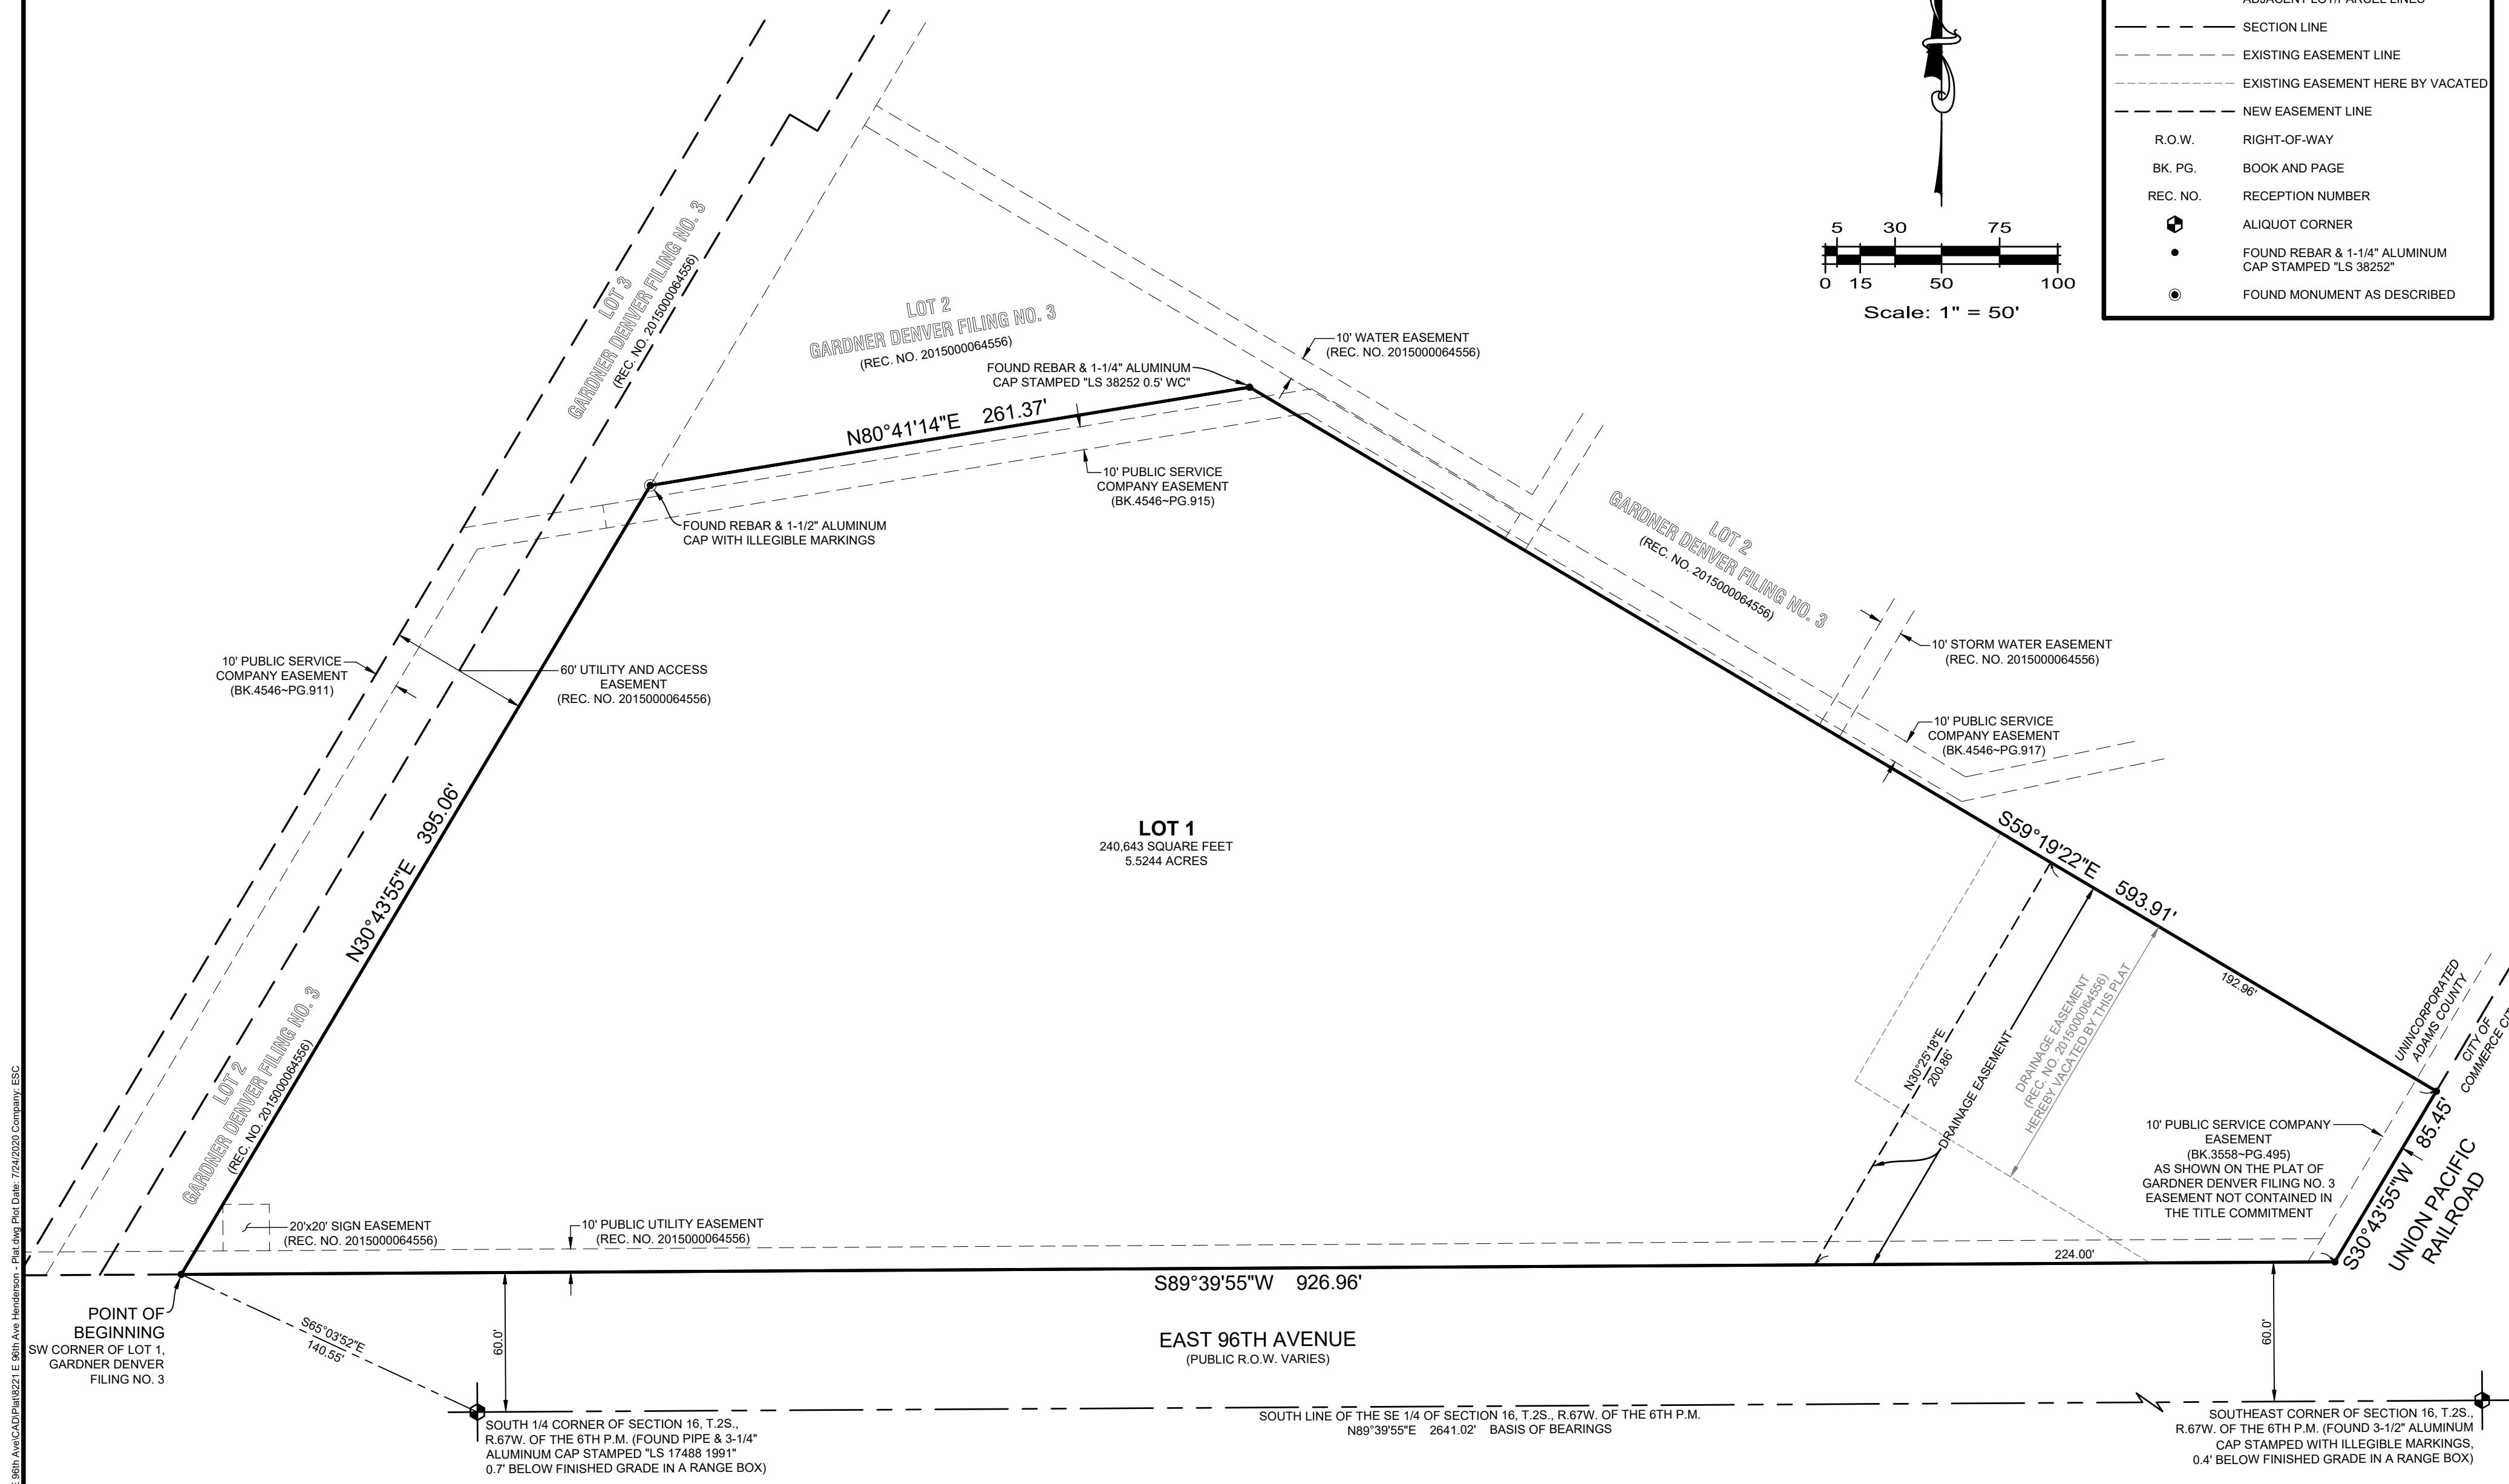 ADJACENT LOT/PARCEL LINES
SECTION LINE
EXISTING EASEMENT LINE
EXISTING EASEMENT HERE BY VACATED
NEW EASEMENT LINE
R.O.W. RIGHT-OF-WAY
BK. PG. BOOK AND PAGE
REC. NO. RECEPTION NUMBER
ALIQUOT CORNER
FOUND REBAR & 1-1/4" ALUMINUM
CAP STAMPED "LS 38252"
FOUND MONUMENT AS DESCRIBED
5 30 75
0 15 50 100
Scale: 1" = 50'
LOT 3
GARDNER DENVER FILING NO. 3
(REC. NO. 2015000064556)
LOT 2
GARDNER DENVER FILING NO. 3
(REC. NO. 2015000064556)
10' WATER EASEMENT
(REC. NO. 2015000064556)
FOUND REBAR & 1-1/4" ALUMINUM
CAP STAMPED "LS 38252 0.5' WC"
N80°41'14"E 261.37'
10' PUBLIC SERVICE
COMPANY EASEMENT
(BK.4546~PG.915)
FOUND REBAR & 1-1/2" ALUMINUM
CAP WITH ILLEGIBLE MARKINGS
LOT 2
GARDNER DENVER FILING NO. 3
(REC. NO. 2015000064556)
10' STORM WATER EASEMENT
(REC. NO. 2015000064556)
10' PUBLIC SERVICE
COMPANY EASEMENT
(BK.4546~PG.911)
60' UTILITY AND ACCESS
EASEMENT
(REC. NO. 2015000064556)
10' PUBLIC SERVICE
COMPANY EASEMENT
(BK.4546~PG.917)
N30°43'55"E 395.06'
LOT 1
240,643 SQUARE FEET
5.5244 ACRES
S59°19'22"E 593.91'
192.96'
UNINCORPORATED
ADAMS COUNTY
CITY OF
COMMERCE CIT
LOT 2
GARDNER DENVER FILING NO. 3
(REC. NO. 2015000064556)
N30°25'18"E
200.86'
DRAINAGE EASEMENT
DRAINAGE EASEMENT
(REC. NO. 2015000064556)
HEREBY VACATED BY THIS PLAT
10' PUBLIC SERVICE COMPANY
EASEMENT
(BK.3558~PG.495)
AS SHOWN ON THE PLAT OF
GARDNER DENVER FILING NO. 3
EASEMENT NOT CONTAINED IN
THE TITLE COMMITMENT
S30°43'55"W 85.45'
UNION PACIFIC
RAILROAD
20'x20' SIGN EASEMENT
(REC. NO. 2015000064556)
10' PUBLIC UTILITY EASEMENT
(REC. NO. 2015000064556)
224.00'
S89°39'55"W 926.96'
POINT OF
BEGINNING
SW CORNER OF LOT 1,
GARDNER DENVER
FILING NO. 3
S65°03'52"E
140.55'
60.0'
EAST 96TH AVENUE
(PUBLIC R.O.W. VARIES)
60.0'
SOUTH 1/4 CORNER OF SECTION 16, T.2S.,
R.67W. OF THE 6TH P.M. (FOUND PIPE & 3-1/4"
ALUMINUM CAP STAMPED "LS 17488 1991"
0.7' BELOW FINISHED GRADE IN A RANGE BOX)
SOUTH LINE OF THE SE 1/4 OF SECTION 16, T.2S., R.67W. OF THE 6TH P.M.
N89°39'55"E 2641.02' BASIS OF BEARINGS
SOUTHEAST CORNER OF SECTION 16, T.2S.,
R.67W. OF THE 6TH P.M. (FOUND 3-1/2" ALUMINUM
CAP STAMPED WITH ILLEGIBLE MARKINGS,
0.4' BELOW FINISHED GRADE IN A RANGE BOX)
96th Ave\CAD\Plat\8221 E 96th Ave Henderson - Plat.dwg Plot Date: 7/24/2020 Company: ESC